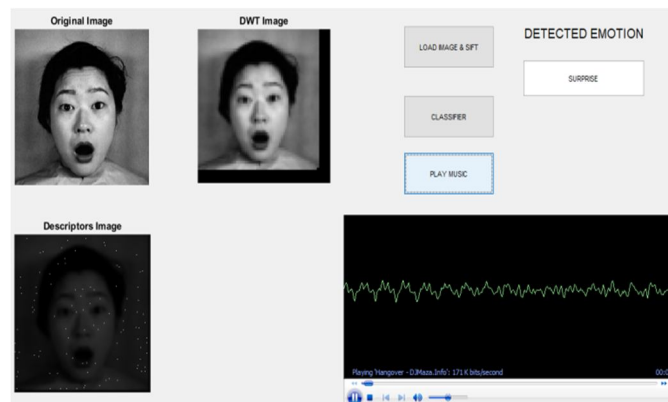 Original Image
DWT Image
LOAD IMAGE & SIFT
DETECTED EMOTION
SURPRISE
CLASSIFIER
PLAY MUSIC
Descriptors Image
Playing 'Hangover - DJMaza.Info': 171 K bits/second